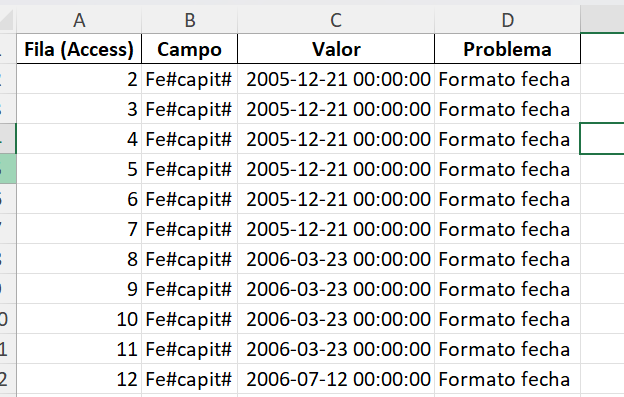 A B C D
Fila (Access) Campo Valor Problema
2 Fe#capit# 2005-12-21 00:00:00 Formato fecha
3 Fe#capit# 2005-12-21 00:00:00 Formato fecha
4 Fe#capit# 2005-12-21 00:00:00 Formato fecha
5 Fe#capit# 2005-12-21 00:00:00 Formato fecha
6 Fe#capit# 2005-12-21 00:00:00 Formato fecha
7 Fe#capit# 2005-12-21 00:00:00 Formato fecha
8 Fe#capit# 2006-03-23 00:00:00 Formato fecha
9 Fe#capit# 2006-03-23 00:00:00 Formato fecha
10 Fe#capit# 2006-03-23 00:00:00 Formato fecha
11 Fe#capit# 2006-03-23 00:00:00 Formato fecha
12 Fe#capit# 2006-07-12 00:00:00 Formato fecha